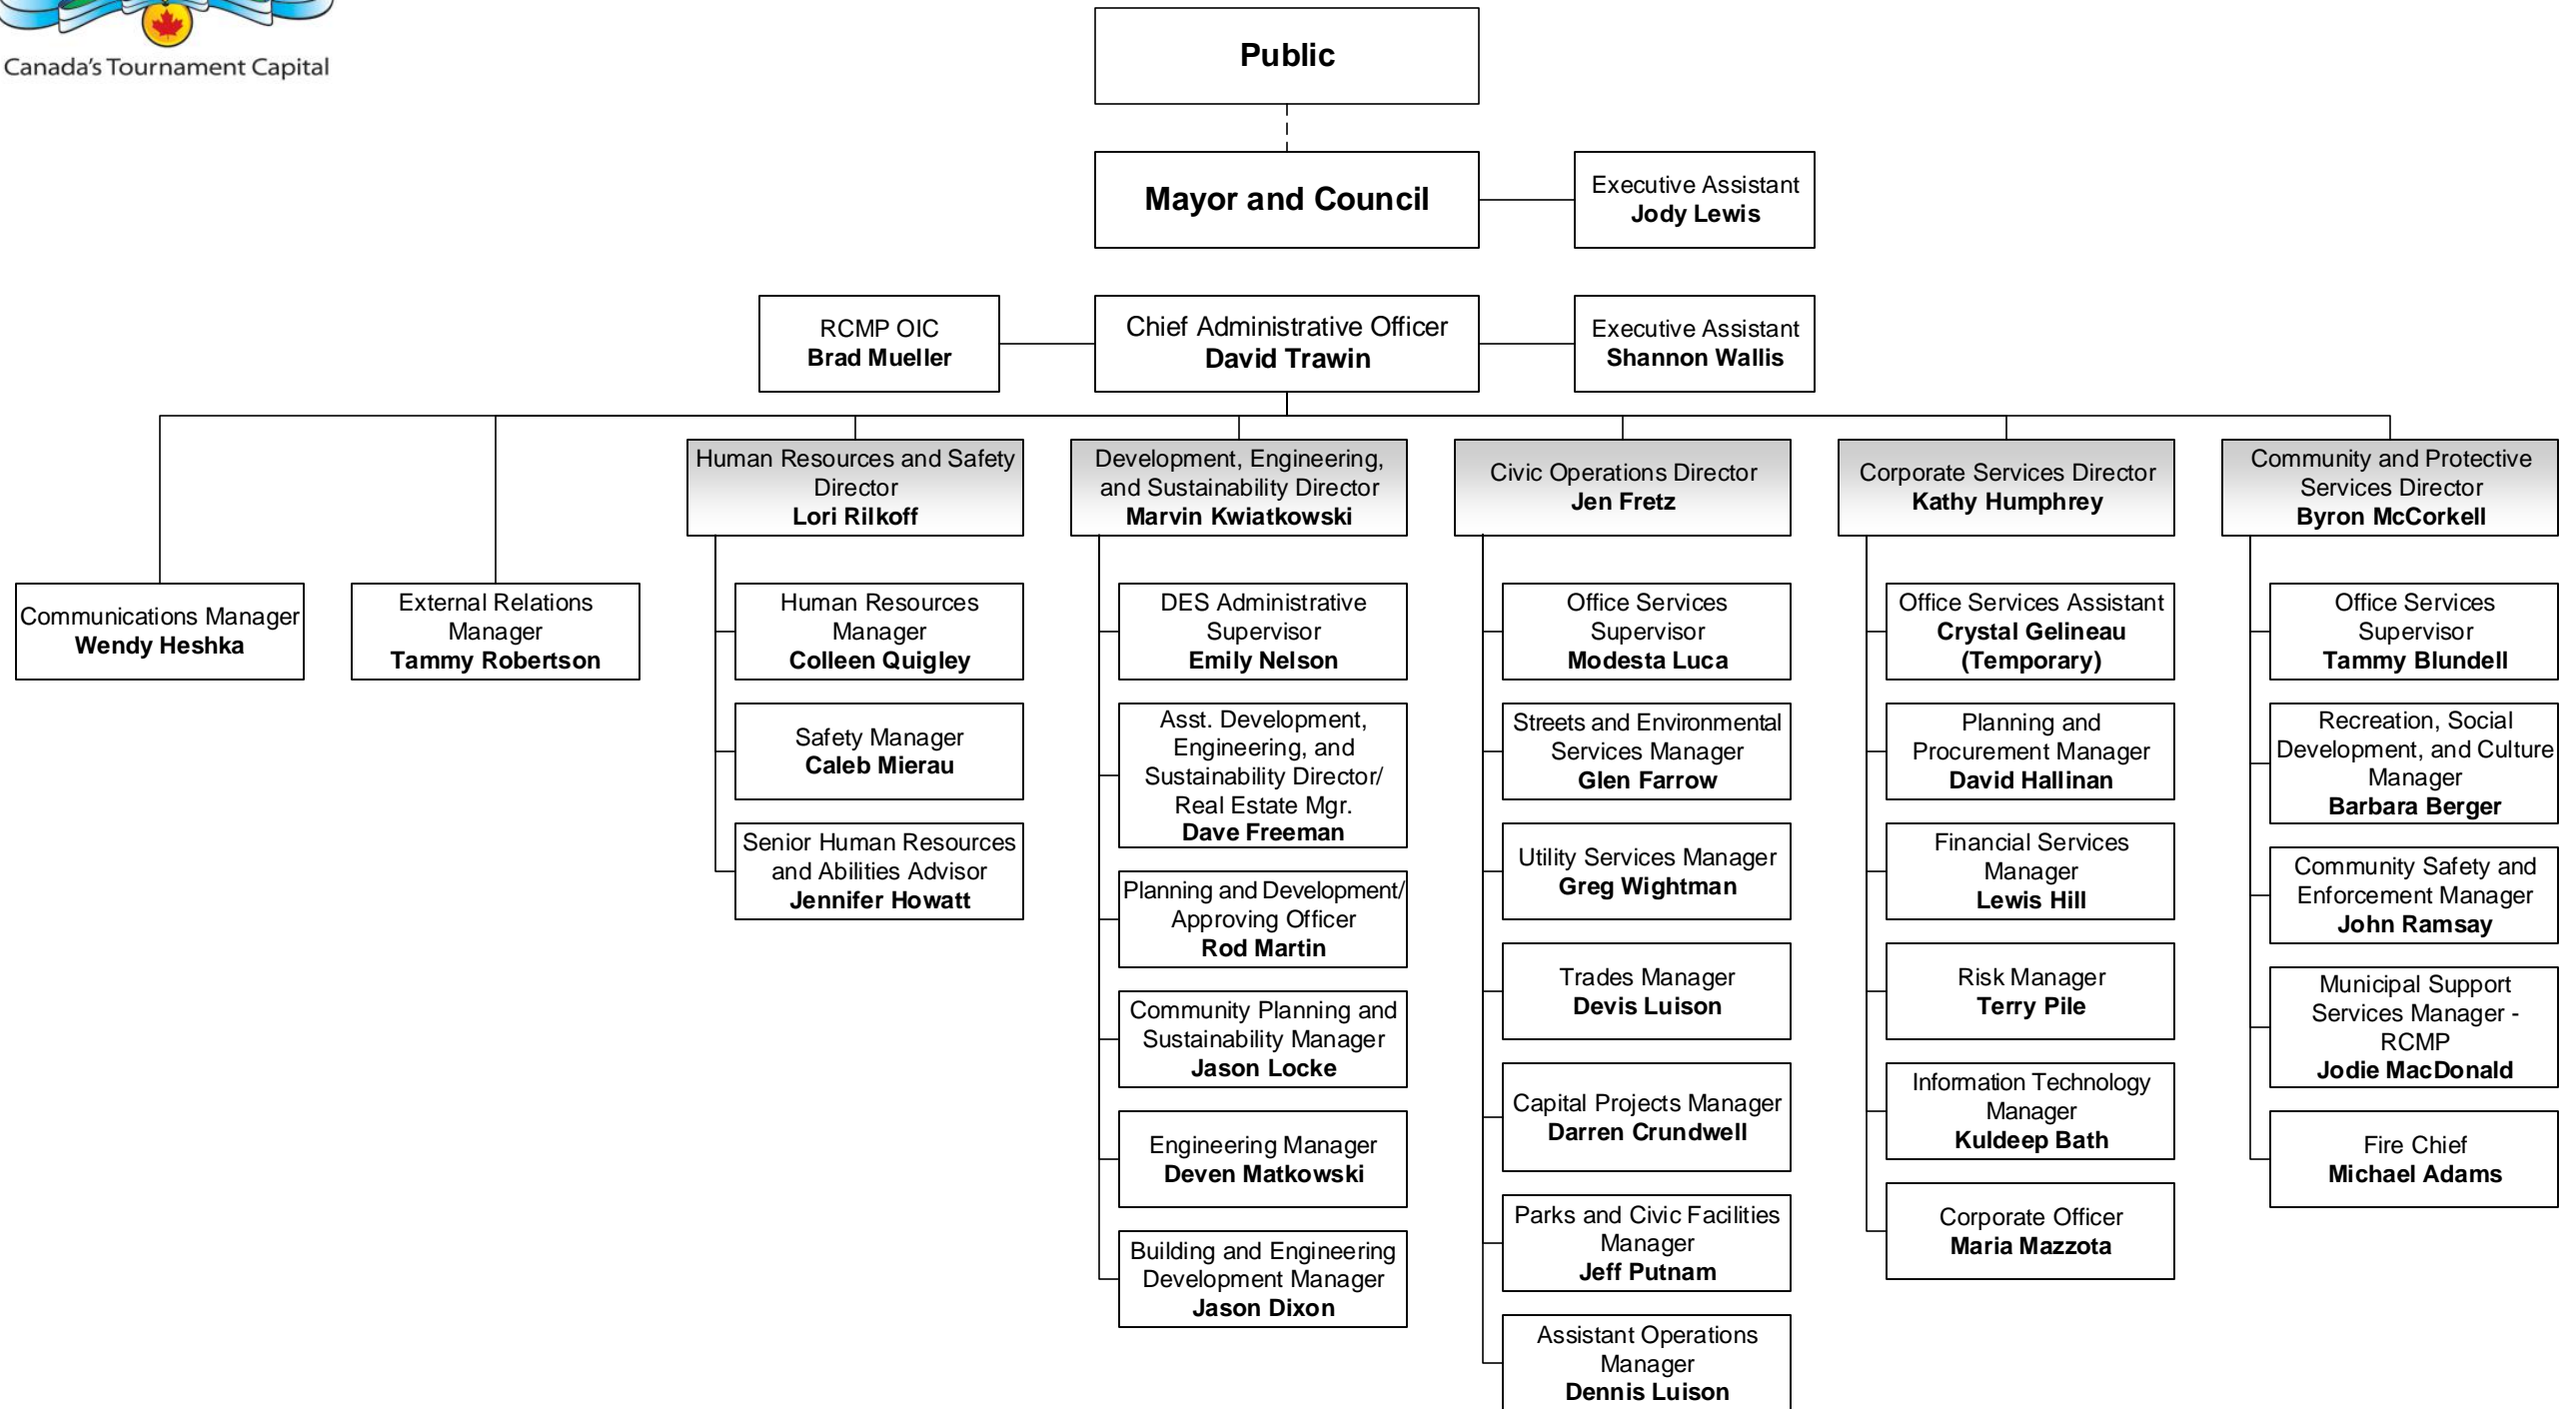 Canada's Tournament Capital
Public
Mayor and Council
Executive Assistant
Jody Lewis
RCMP OIC
Brad Mueller
Chief Administrative Officer
David Trawin
Executive Assistant
Shannon Wallis
Communications Manager
Wendy Heshka
External Relations
Manager
Tammy Robertson
Human Resources and Safety
Director
Lori Rilkoff
Human Resources
Manager
Colleen Quigley
Safety Manager
Caleb Mierau
Senior Human Resources
and Abilities Advisor
Jennifer Howatt
Development, Engineering,
and Sustainability Director
Marvin Kwiatkowski
DES Administrative
Supervisor
Emily Nelson
Asst. Development,
Engineering, and
Sustainability Director/
Real Estate Mgr.
Dave Freeman
Planning and Development/
Approving Officer
Rod Martin
Community Planning and
Sustainability Manager
Jason Locke
Engineering Manager
Deven Matkowski
Building and Engineering
Development Manager
Jason Dixon
Civic Operations Director
Jen Fretz
Office Services
Supervisor
Modesta Luca
Streets and Environmental
Services Manager
Glen Farrow
Utility Services Manager
Greg Wightman
Trades Manager
Devis Luison
Capital Projects Manager
Darren Crundwell
Parks and Civic Facilities
Manager
Jeff Putnam
Assistant Operations
Manager
Dennis Luison
Corporate Services Director
Kathy Humphrey
Office Services Assistant
Crystal Gelineau
(Temporary)
Planning and
Procurement Manager
David Hallinan
Financial Services
Manager
Lewis Hill
Risk Manager
Terry Pile
Information Technology
Manager
Kuldeep Bath
Corporate Officer
Maria Mazzota
Community and Protective
Services Director
Byron McCorkell
Office Services
Supervisor
Tammy Blundell
Recreation, Social
Development, and Culture
Manager
Barbara Berger
Community Safety and
Enforcement Manager
John Ramsay
Municipal Support
Services Manager -
RCMP
Jodie MacDonald
Fire Chief
Michael Adams